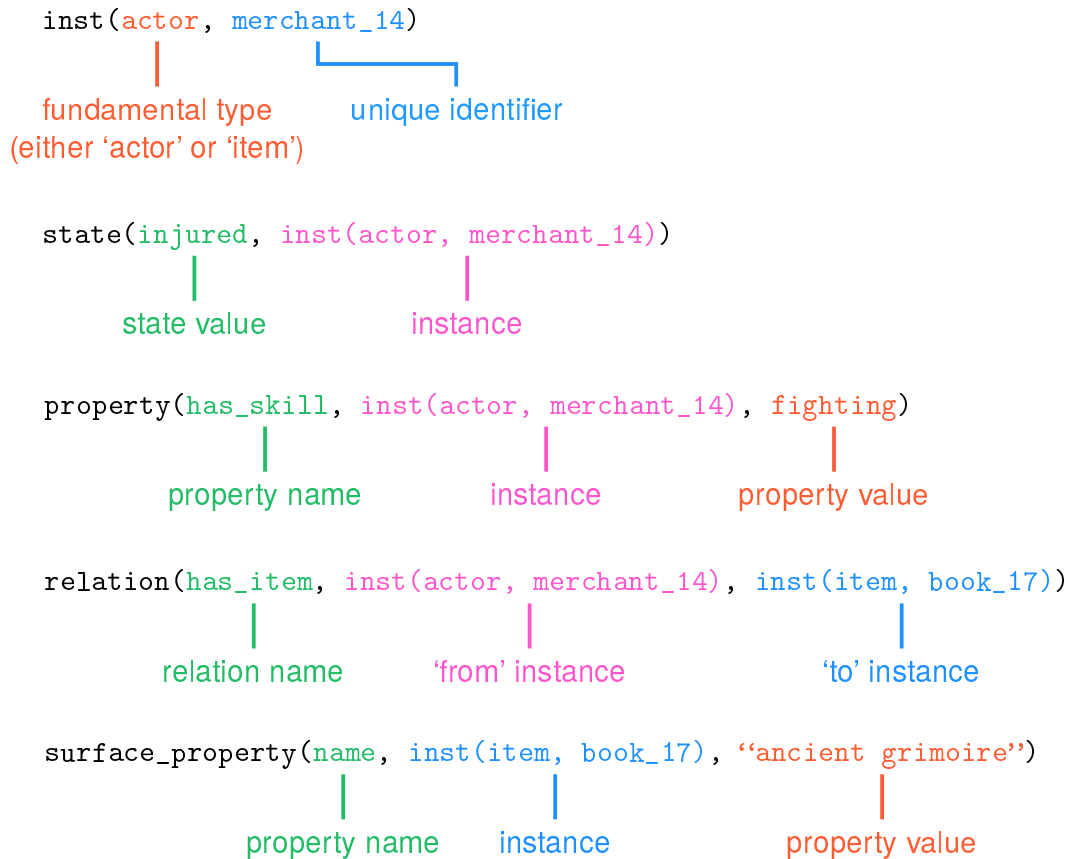 inst(actor, merchant_14)
fundamental type
(either ‘actor’ or ‘item’)
unique identifier
state(injured, inst(actor, merchant_14))
state value
instance
property(has_skill, inst(actor, merchant_14), fighting)
property name
instance
property value
relation(has_item, inst(actor, merchant_14), inst(item, book_17))
relation name
‘from’ instance
‘to’ instance
surface_property(name, inst(item, book_17), “ancient grimoire”)
property name
instance
property value